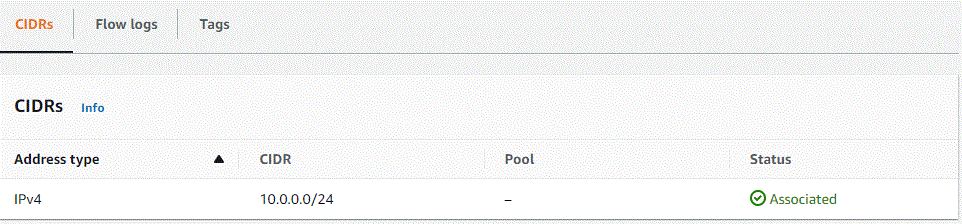 CIDRs Flow logs Tags
CIDRs Info
Address type CIDR Pool Status
IPv4 10.0.0.0/24 – Associated